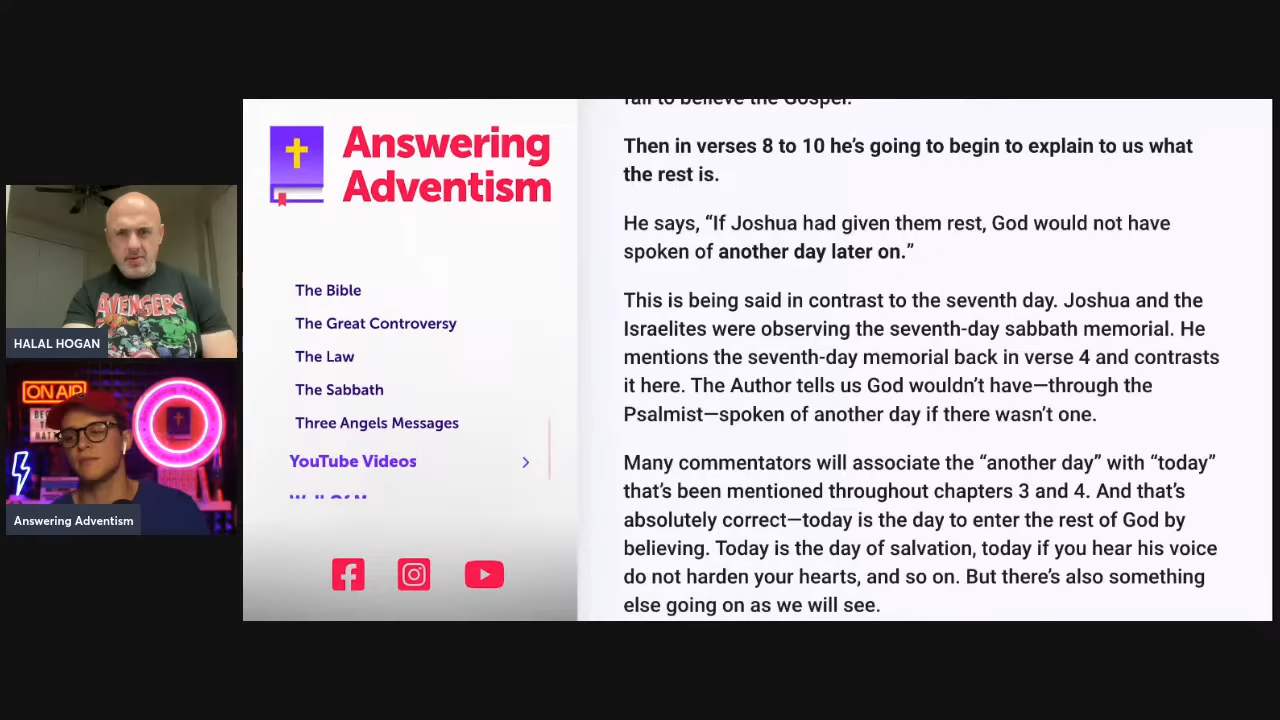 fail to believe the Gospel.
Answering
Adventism
Then in verses 8 to 10 he's going to begin to explain to us what
the rest is.
He says, “If Joshua had given them rest, God would not have
spoken of another day later on.”
The Bible
The Great Controversy
The Law
The Sabbath
Three Angels Messages
YouTube Videos
This is being said in contrast to the seventh day. Joshua and the
Israelites were observing the seventh-day sabbath memorial. He
mentions the seventh-day memorial back in verse 4 and contrasts
it here. The Author tells us God wouldn't have—through the
Psalmist—spoken of another day if there wasn't one.
Many commentators will associate the “another day” with “today”
that's been mentioned throughout chapters 3 and 4. And that's
absolutely correct—today is the day to enter the rest of God by
believing. Today is the day of salvation, today if you hear his voice
do not harden your hearts, and so on. But there's also something
else going on as we will see.
AVENGERS
HALAL HOGAN
ON AIR
Answering Adventism